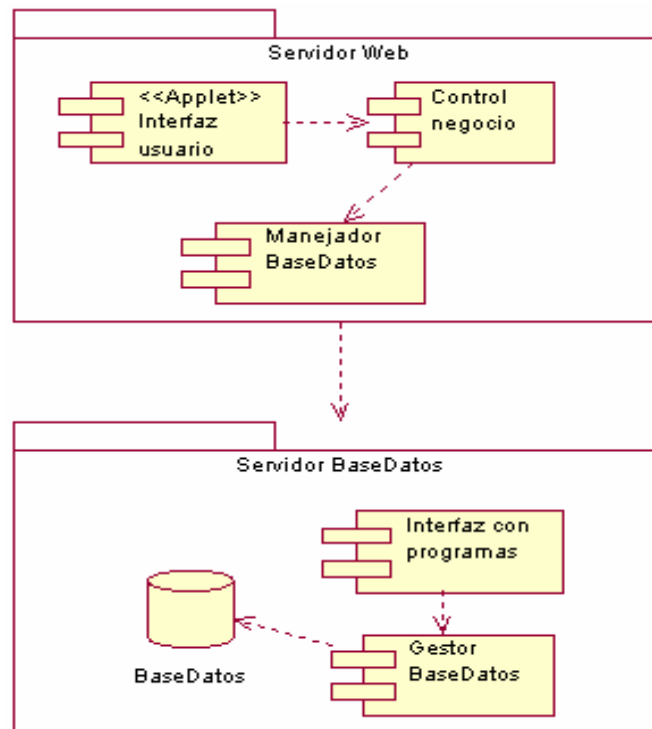 Servidor Web
<<Applet>>
Interfaz
usuario
Control
negocio
Manejador
BaseDatos
Servidor BaseDatos
Interfaz con
programas
Gestor
BaseDatos
BaseDatos